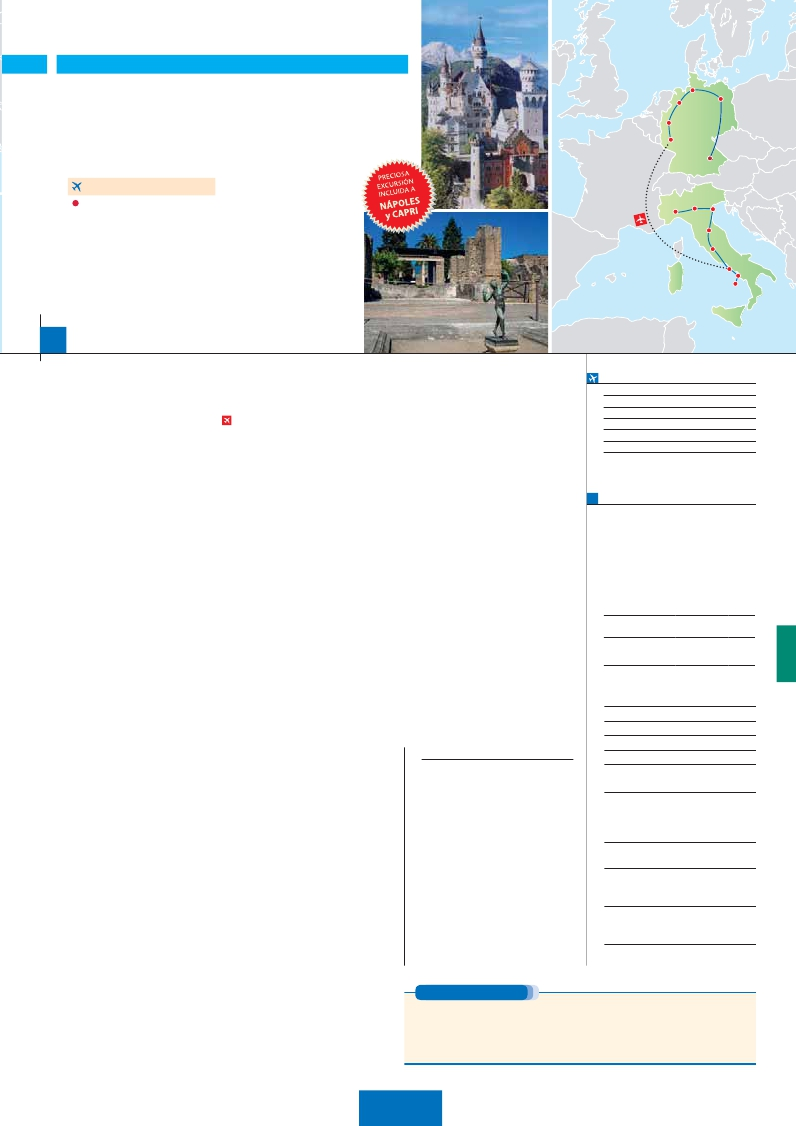 PRECIOSA
EXCURSIÓN
INCLUIDA A
NÁPOLES
y CAPRI